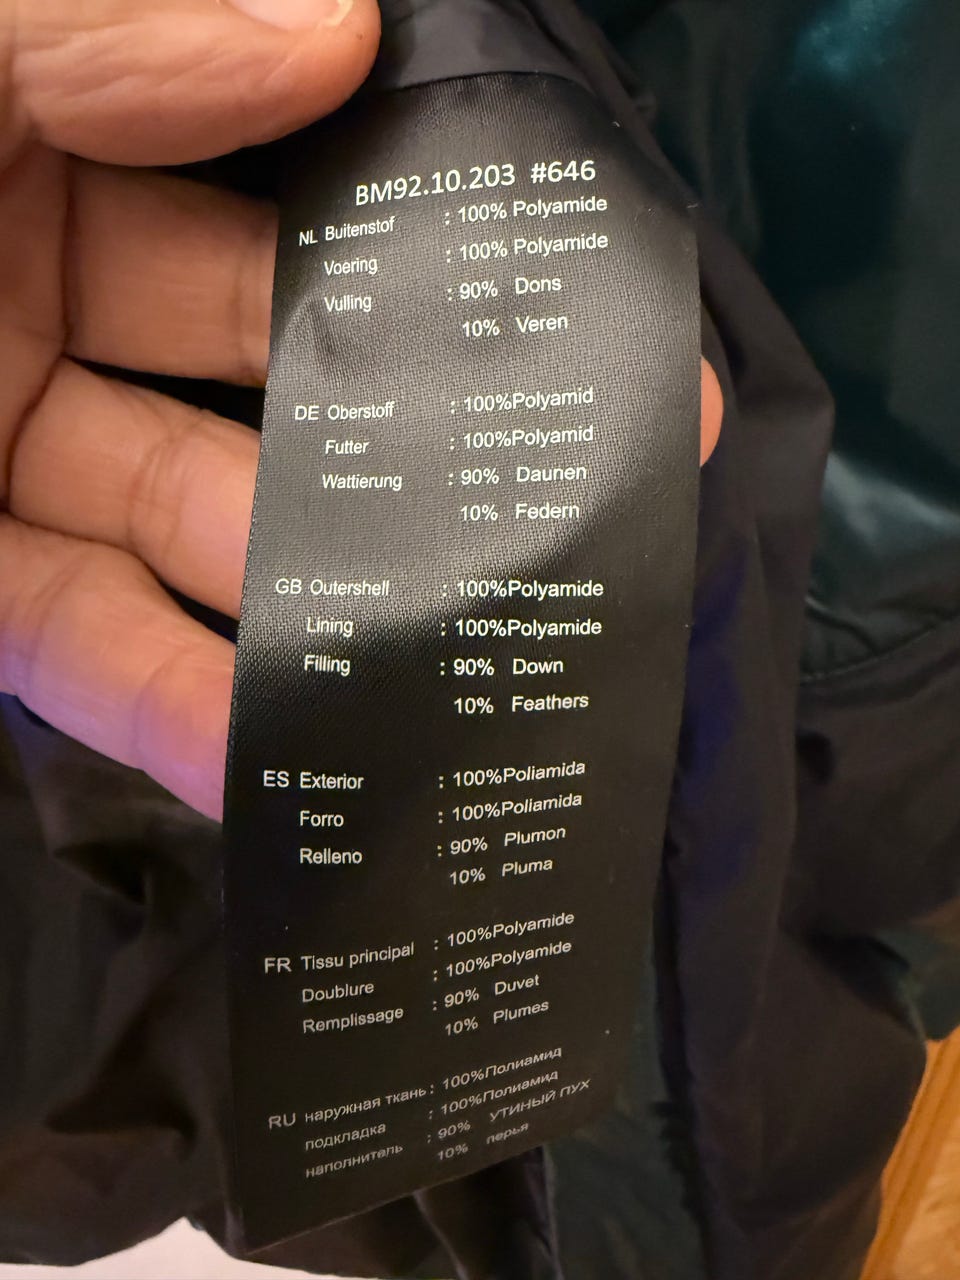 BM92.10.203 #646
NL Buitenstof : 100% Polyamide
Voering : 100% Polyamide
Vulling : 90% Dons
10% Veren
DE Oberstoff : 100%Polyamid
Futter : 100%Polyamid
Wattierung : 90% Daunen
10% Federn
GB Outershell : 100%Polyamide
Lining : 100%Polyamide
Filling : 90% Down
10% Feathers
ES Exterior : 100%Poliamida
Forro : 100%Poliamida
Relleno : 90% Plumon
10% Pluma
FR Tissu principal : 100%Polyamide
Doublure : 100%Polyamide
Remplissage : 90% Duvet
10% Plumes
RU наружная ткань : 100%Полиамид
подкладка : 100%Полиамид
наполнитель : 90% утиный пух
10% перья